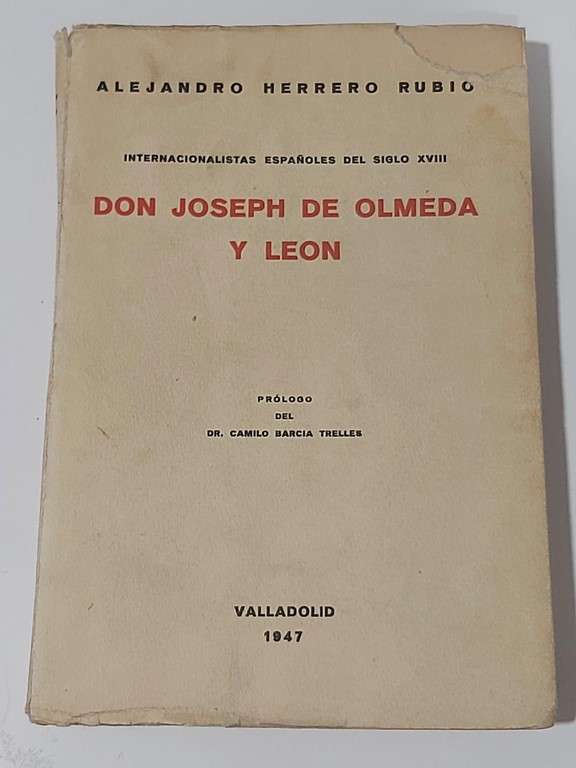 ALEJANDRO HERRERO RUBIO
INTERNACIONALISTAS ESPAÑOLES DEL SIGLO XVIII
DON JOSEPH DE OLMEDA
Y LEON
PRÓLOGO
DEL
DR. CAMILO BARCIA TRELLES
VALLADOLID
1947